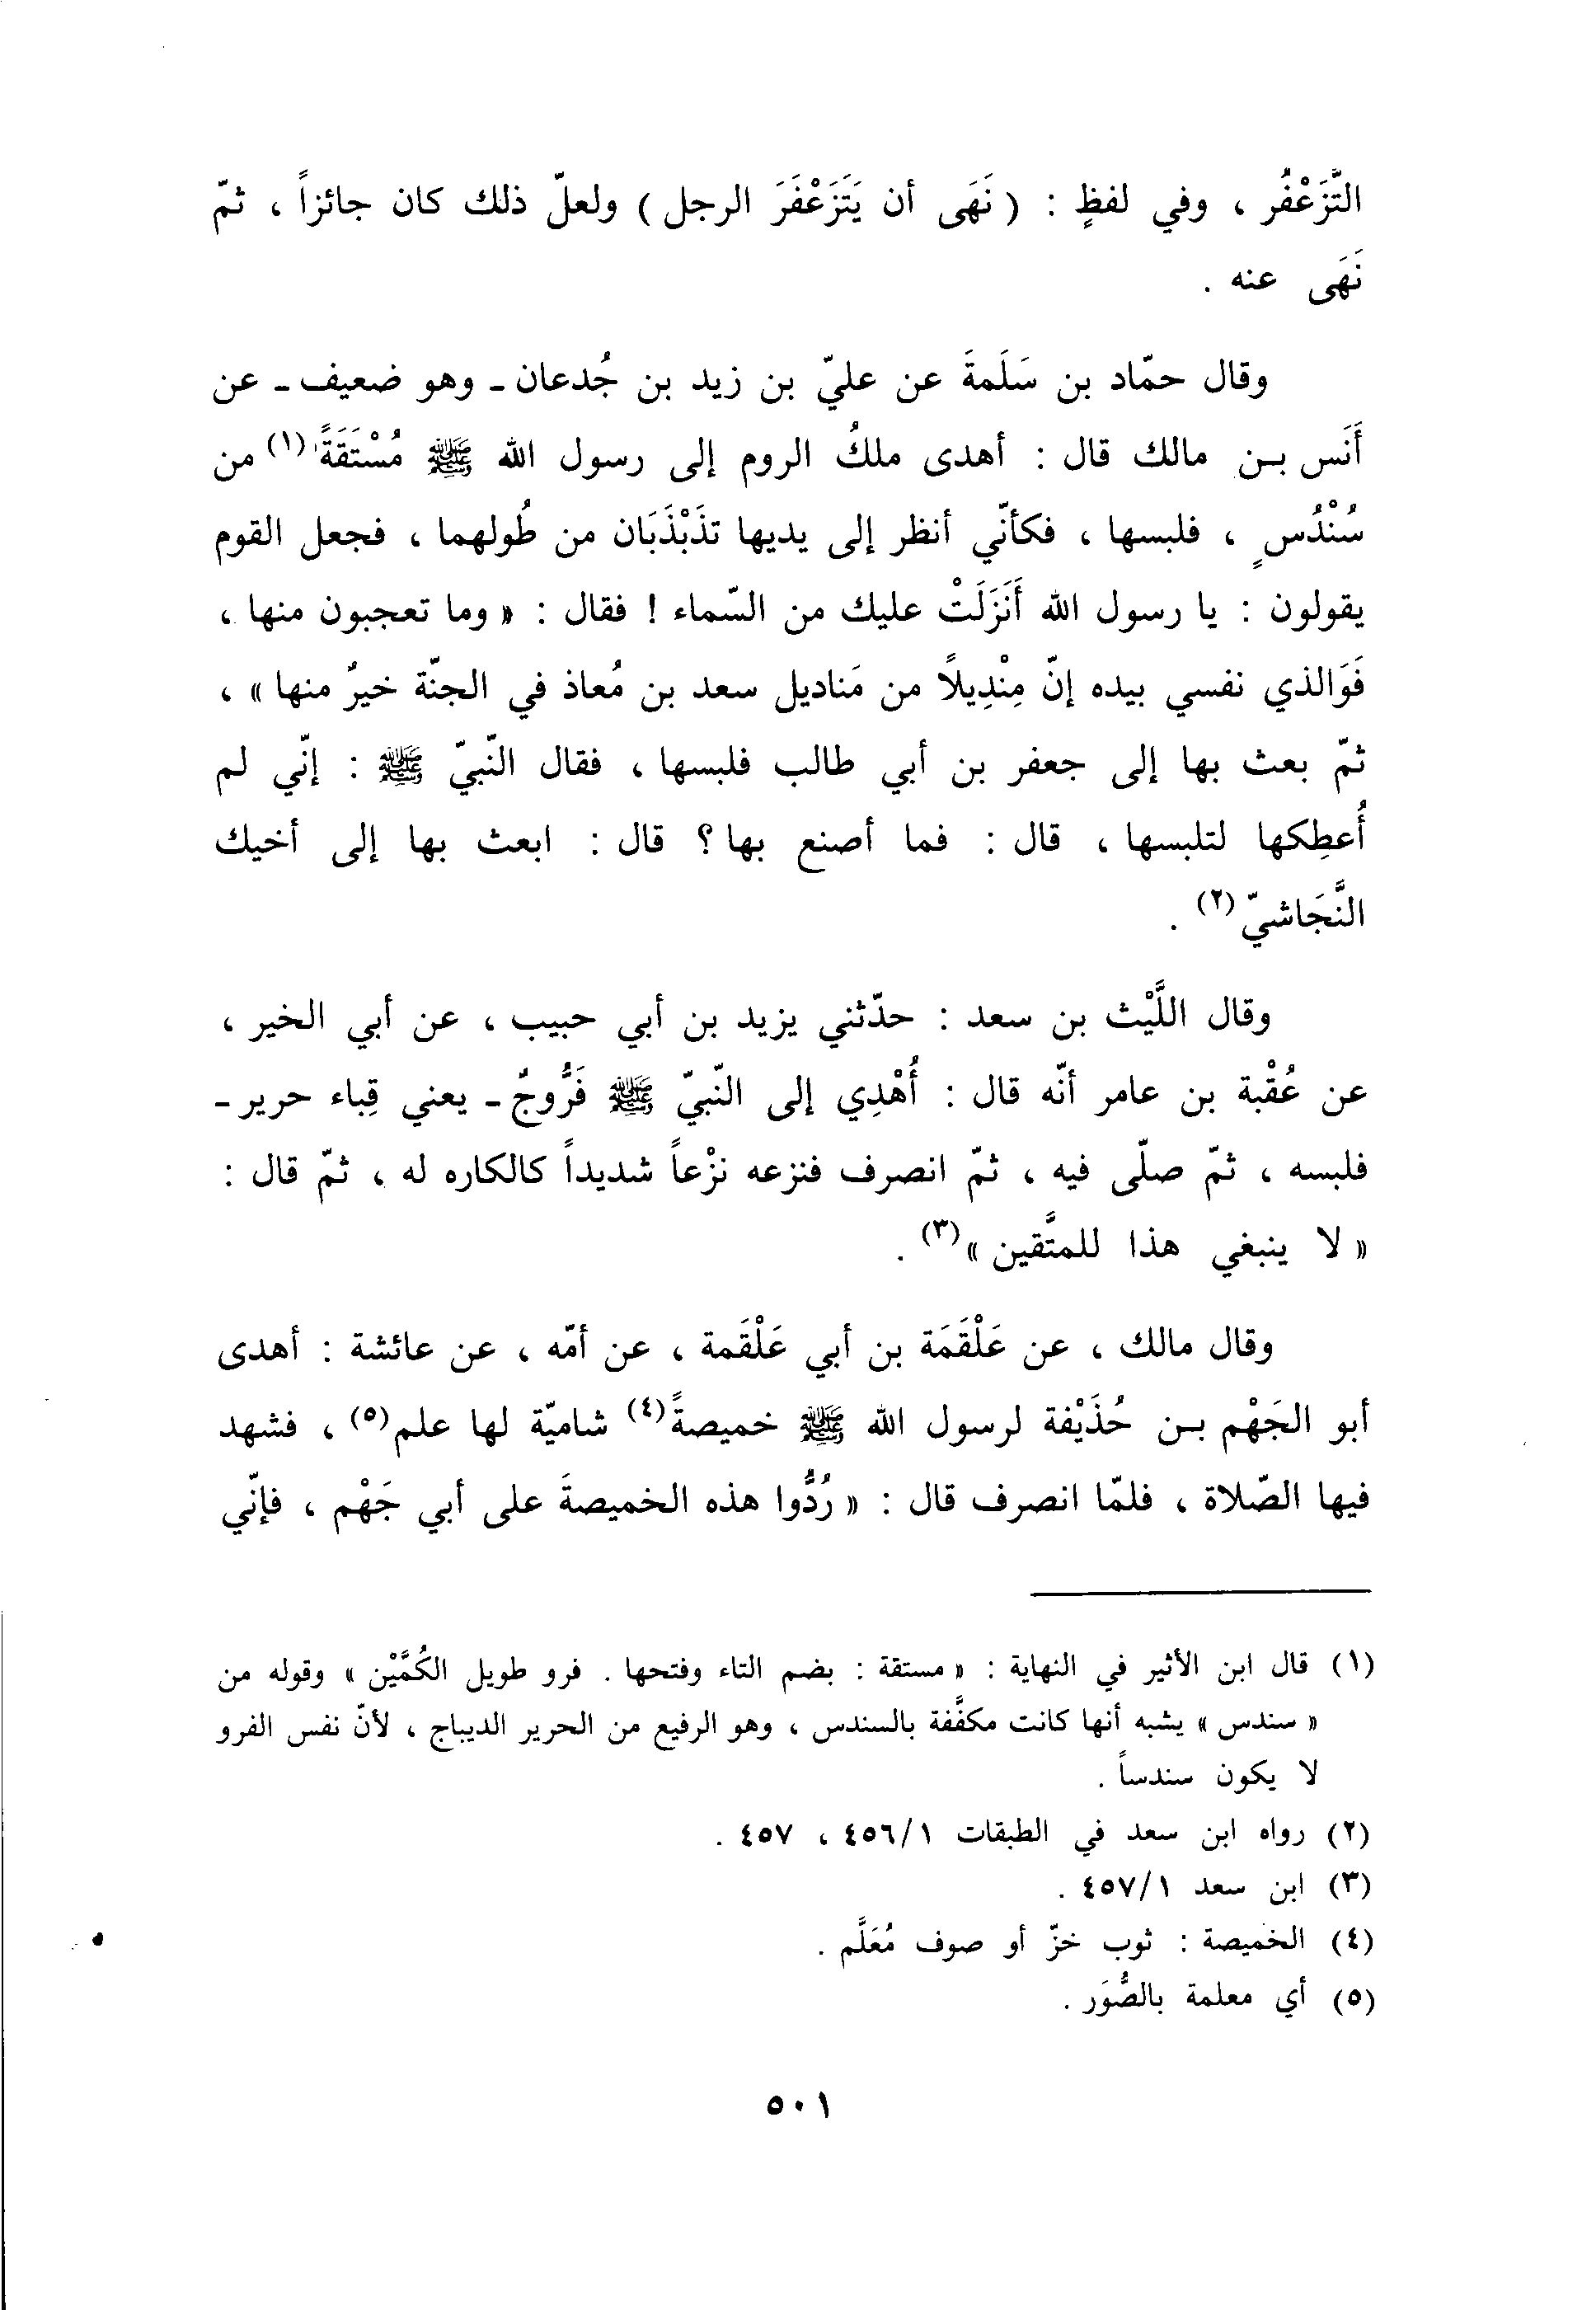 التَّزَعْفُر ، وفي لفظٍ : ( نَهَى أن يَتَزَعْفَرَ الرجل ) ولعلّ ذلك كان جائزاً ، ثمّ
نَهَى عنه .
وقال حمّاد بن سَلَمةَ عن عليّ بن زيد بن جُدعان ـ وهو ضعيف ـ عن
أَنَس بـن مالك قال : أهدى ملكُ الروم إلى رسول الله ﷺ مُسْتَقَةً (١) من
سُنْدُسٍ ، فلبسها ، فكأنّي أنظر إلى يديها تذَبْذَبَان من طُولهما ، فجعل القوم
يقولون : يا رسول الله أَنَزَلَتْ عليك من السّماء ! فقال : « وما تعجبون منها ،
فَوَالذي نفسي بيده إنّ مِنْدِيلاً من مَناديل سعد بن مُعاذ في الجنّة خيرٌ منها » ،
ثمّ بعث بها إلى جعفر بن أبي طالب فلبسها ، فقال النّبيّ ﷺ : إنّي لم
أُعطِكها لتلبسها ، قال : فما أصنع بها ؟ قال : ابعث بها إلى أخيك
النَّجَاشيّ (٢) .
وقال اللَّيْث بن سعد : حدّثني يزيد بن أبي حبيب ، عن أبي الخير ،
عن عُقْبة بن عامر أنّه قال : أُهْدِي إلى النّبيّ ﷺ فَرُّوجٌ ـ يعني قِباء حرير ـ
فلبسه ، ثمّ صلّى فيه ، ثمّ انصرف فنزعه نزْعاً شديداً كالكاره له ، ثمّ قال :
« لا ينبغي هذا للمتَّقين » (٣) .
وقال مالك ، عن عَلْقَمَة بن أبي عَلْقَمة ، عن أمّه ، عن عائشة : أهدى
أبو الجَهْم بـن حُذَيْفة لرسول الله ﷺ خميصةً (٤) شاميّة لها علم (٥) ، فشهد
فيها الصّلاة ، فلمّا انصرف قال : « رُدُّوا هذه الخميصةَ على أبي جَهْم ، فإنّي
(١) قال ابن الأثير في النهاية : « مستقة : بضم التاء وفتحها . فرو طويل الكُمَّيْن » وقوله من
« سندس » يشبه أنها كانت مكفَّفة بالسندس ، وهو الرفيع من الحرير الديباج ، لأنّ نفس الفرو
لا يكون سندساً .
(٢) رواه ابن سعد في الطبقات ٤٥٦/١ ، ٤٥٧ .
(٣) ابن سعد ٤٥٧/١ .
(٤) الخميصة : ثوب خزّ أو صوف مُعَلَّم .
(٥) أي معلمة بالصُّوَر .
٥٠١